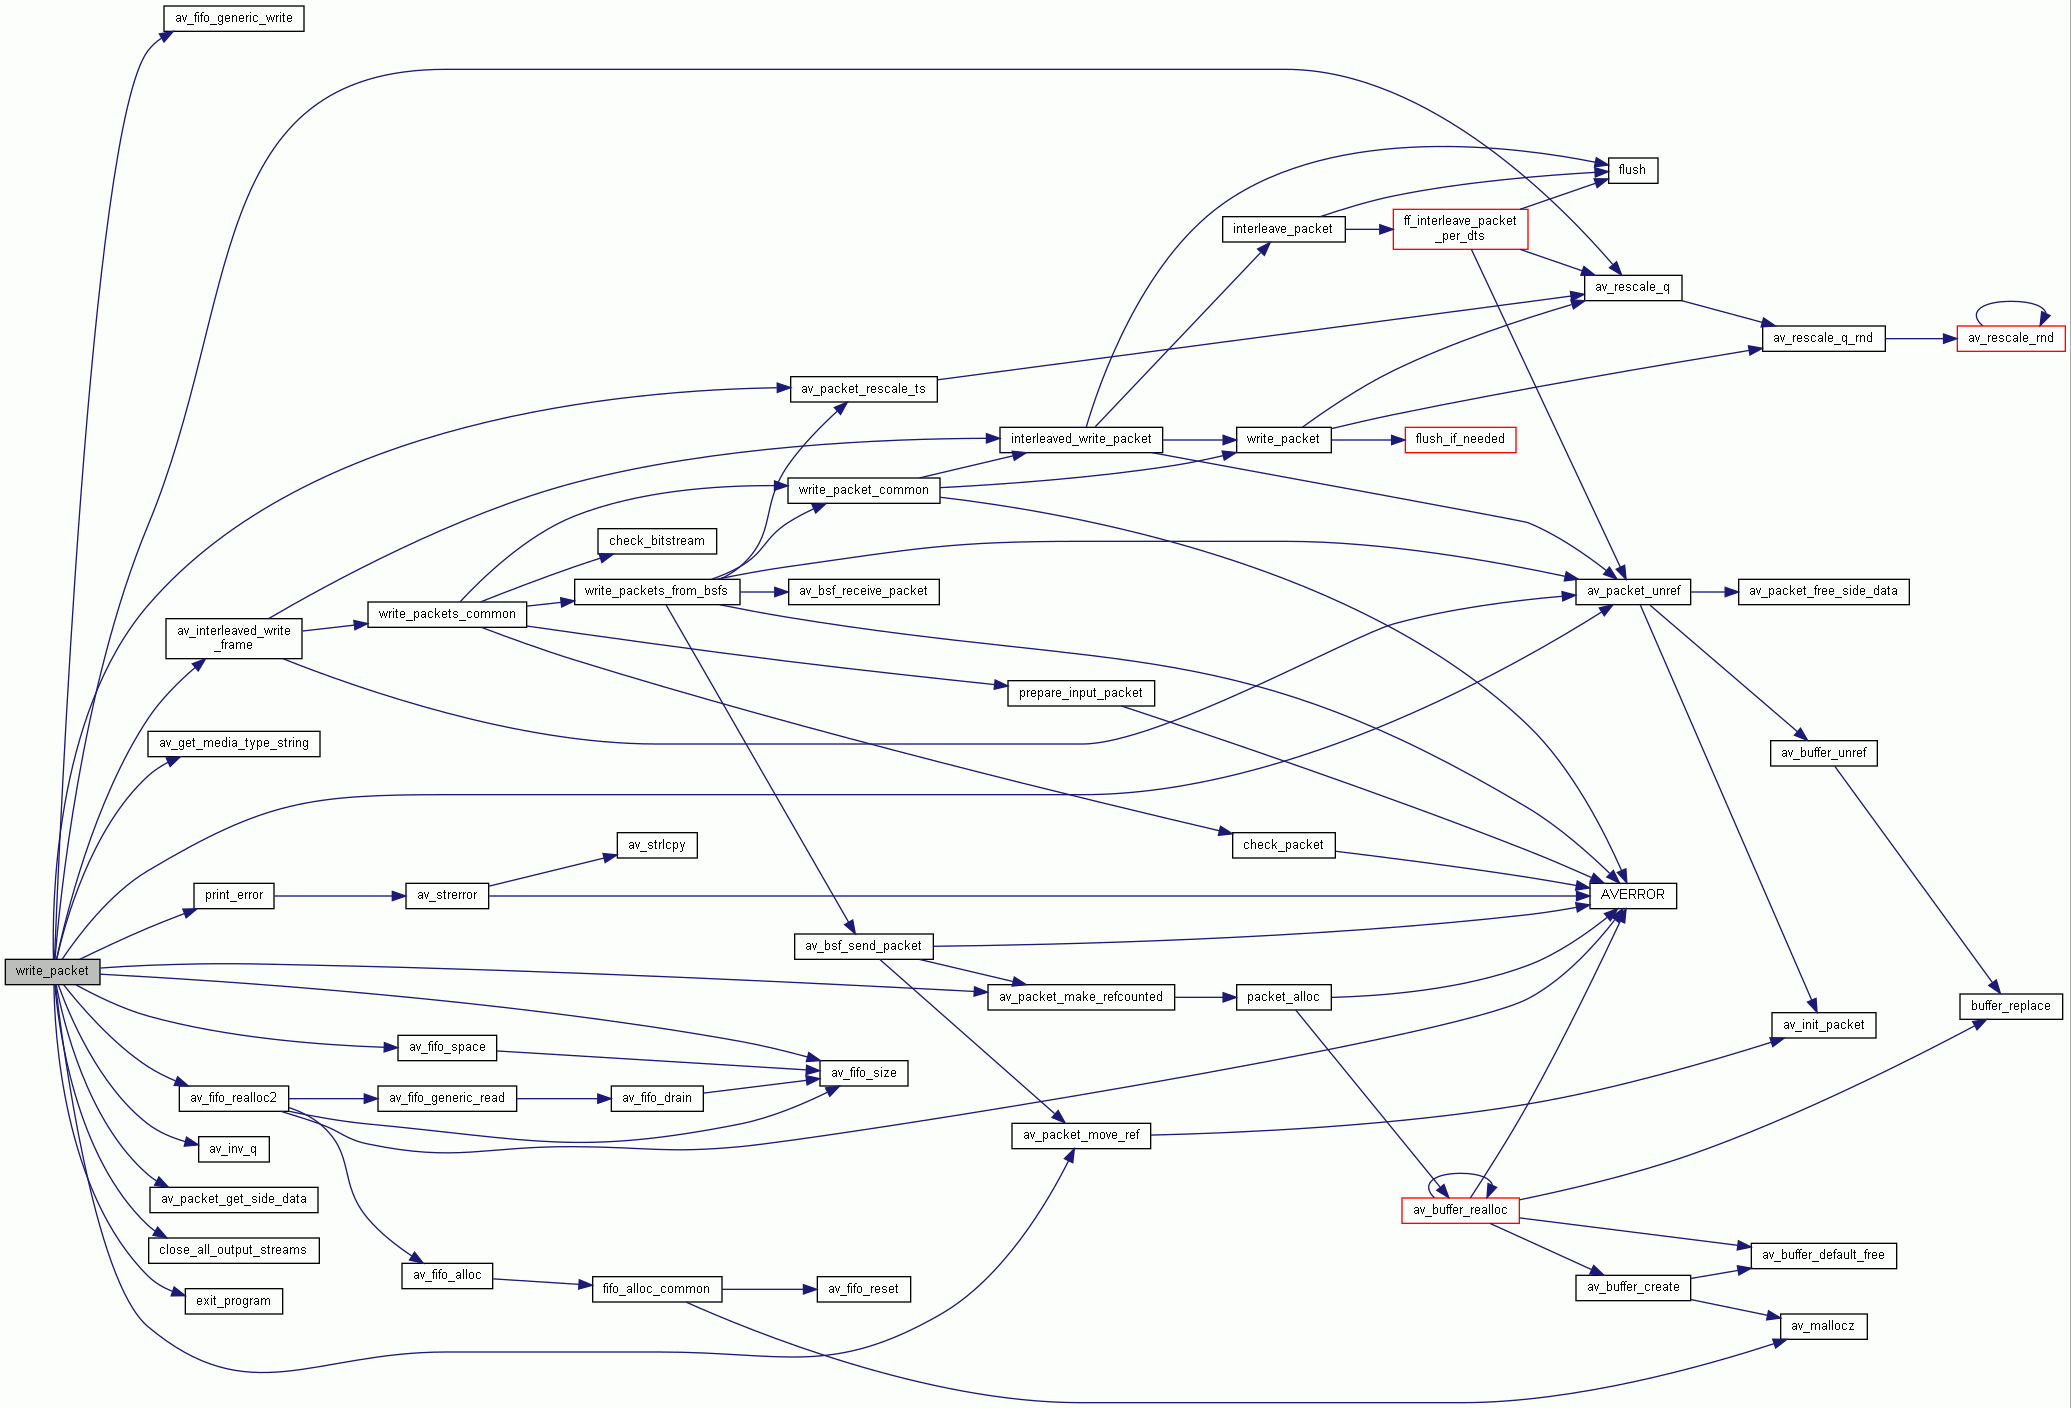 av_fifo_generic_write
flush
interleave_packet
ff_interleave_packet
_per_dts
av_rescale_q
av_rescale_q_rnd
av_rescale_rnd
av_packet_rescale_ts
interleaved_write_packet
write_packet
flush_if_needed
write_packet_common
check_bitstream
write_packets_from_bsfs
av_bsf_receive_packet
av_packet_unref
av_packet_free_side_data
write_packets_common
av_interleaved_write
_frame
prepare_input_packet
av_get_media_type_string
av_buffer_unref
av_strlcpy
check_packet
print_error
av_strerror
AVERROR
av_bsf_send_packet
write_packet
av_packet_make_refcounted
packet_alloc
buffer_replace
av_init_packet
av_fifo_space
av_fifo_size
av_fifo_realloc2
av_fifo_generic_read
av_fifo_drain
av_packet_move_ref
av_inv_q
av_packet_get_side_data
av_buffer_realloc
close_all_output_streams
av_buffer_default_free
av_fifo_alloc
fifo_alloc_common
av_fifo_reset
av_buffer_create
exit_program
av_mallocz